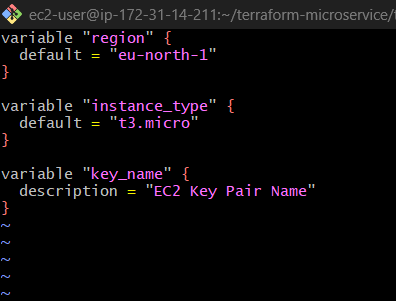 ec2-user@ip-172-31-14-211:~/terraform-microservice/
variable "region" {
  default = "eu-north-1"
}

variable "instance_type" {
  default = "t3.micro"
}

variable "key_name" {
  description = "EC2 Key Pair Name"
}
~
~
~
~
~